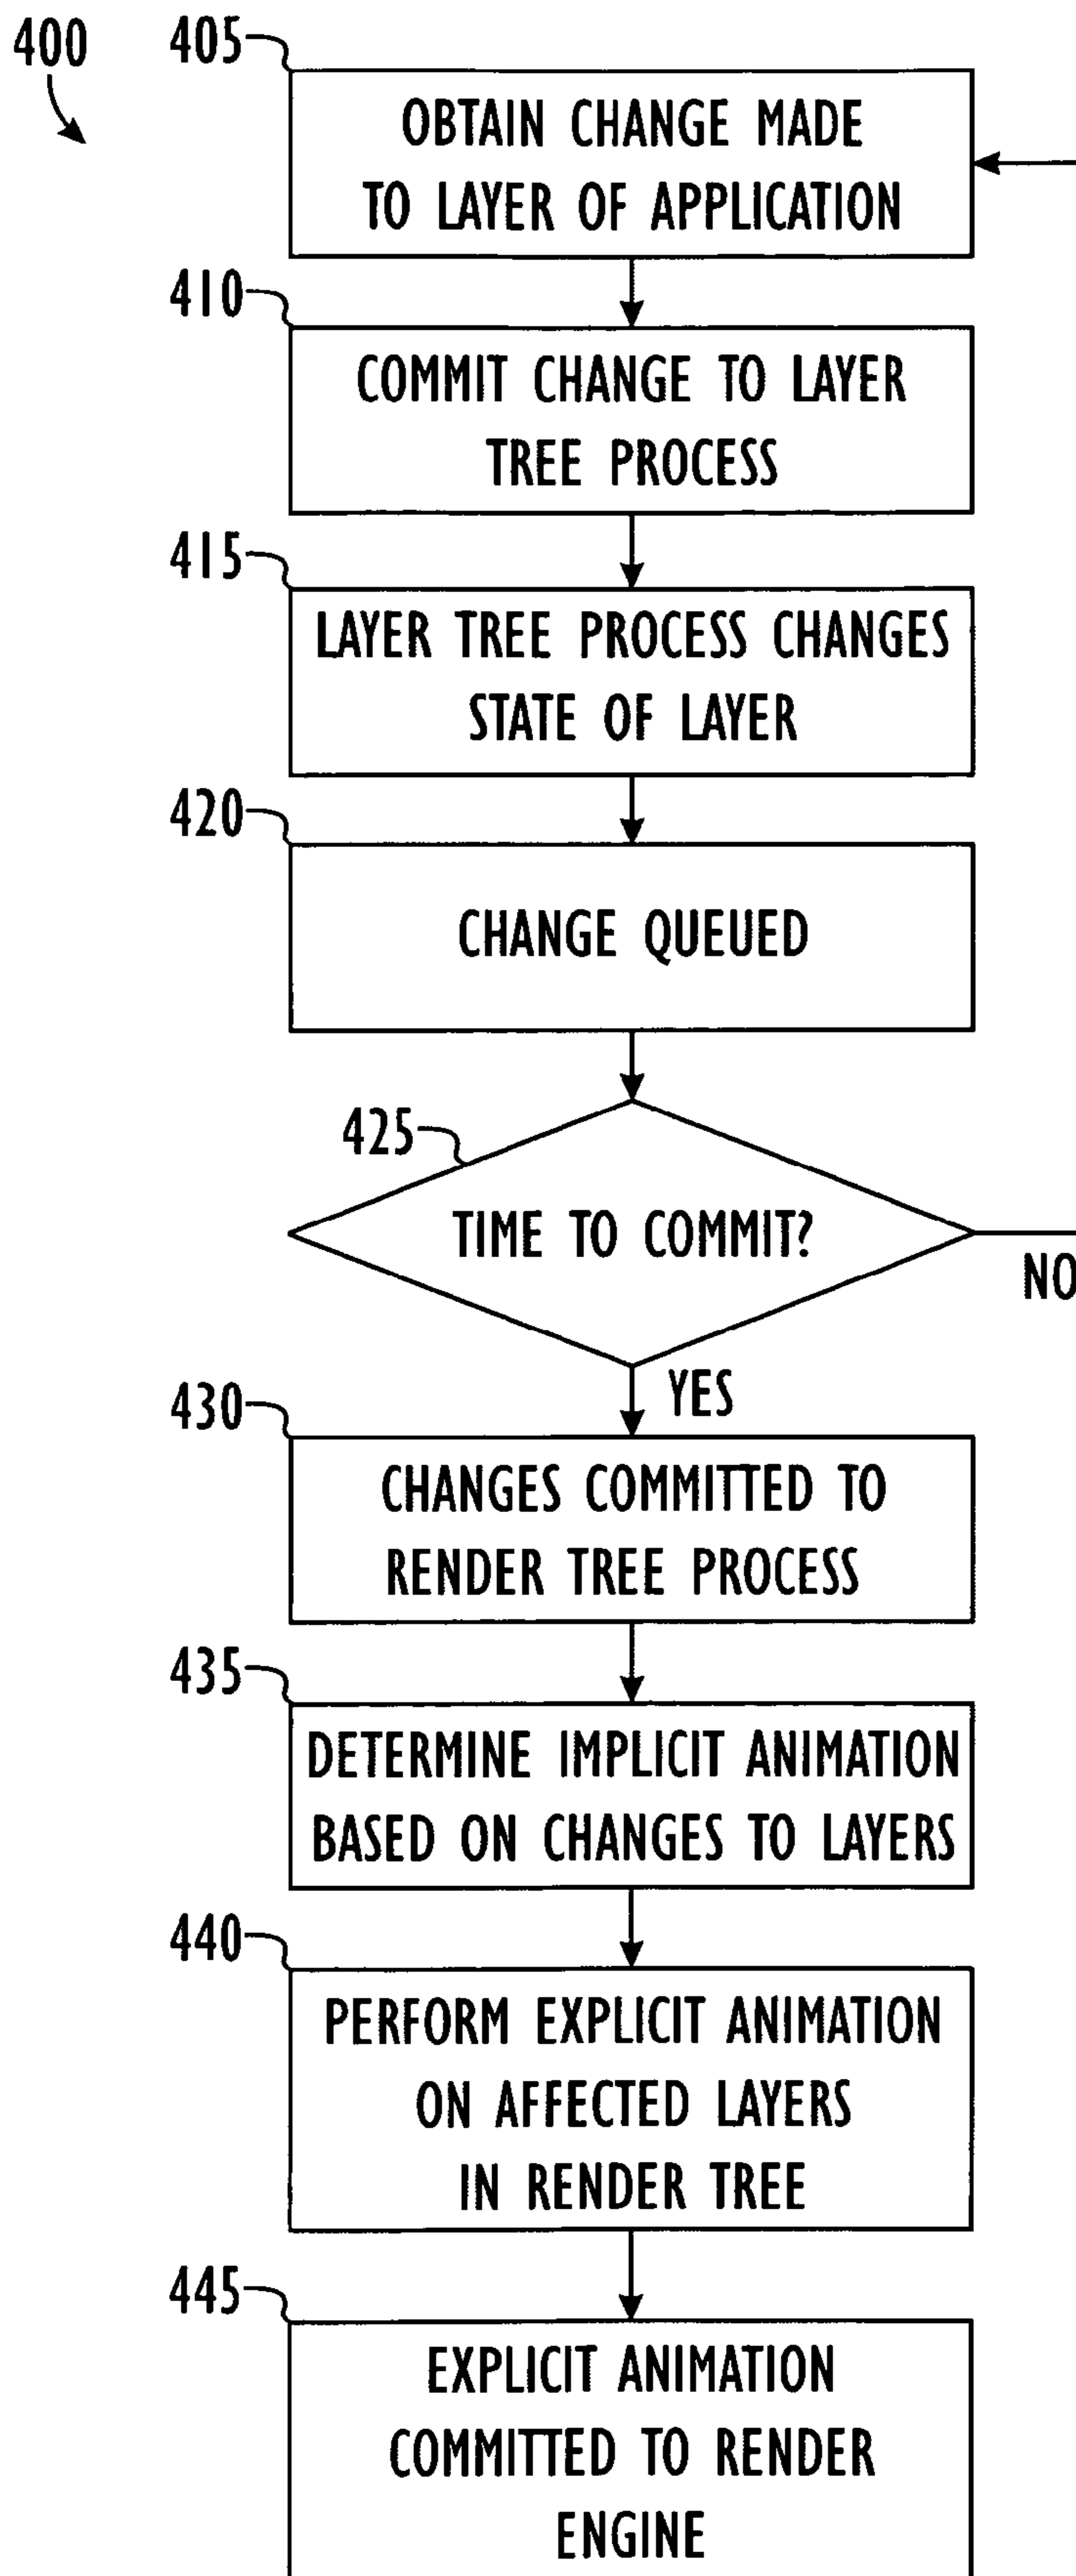 400
405
OBTAIN CHANGE MADE
TO LAYER OF APPLICATION
410
COMMIT CHANGE TO LAYER
TREE PROCESS
415
LAYER TREE PROCESS CHANGES
STATE OF LAYER
420
CHANGE QUEUED
425
TIME TO COMMIT?
NO
YES
430
CHANGES COMMITTED TO
RENDER TREE PROCESS
435
DETERMINE IMPLICIT ANIMATION
BASED ON CHANGES TO LAYERS
440
PERFORM EXPLICIT ANIMATION
ON AFFECTED LAYERS
IN RENDER TREE
445
EXPLICIT ANIMATION
COMMITTED TO RENDER
ENGINE